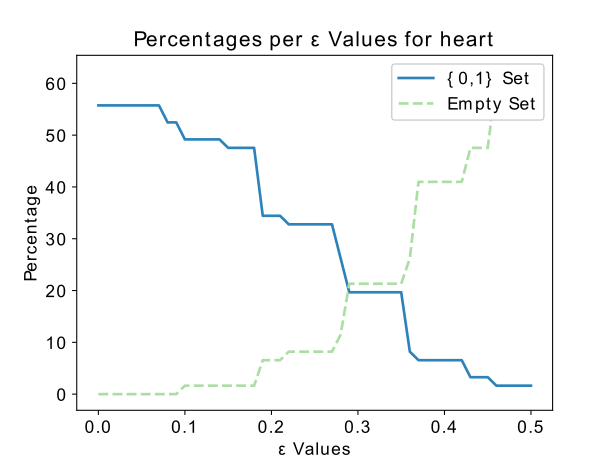 Percentages per ε Values for heart
{ 0,1} Set
Empty Set
Percentage
60
50
40
30
20
10
0
0.0 0.1 0.2 0.3 0.4 0.5
ε Values